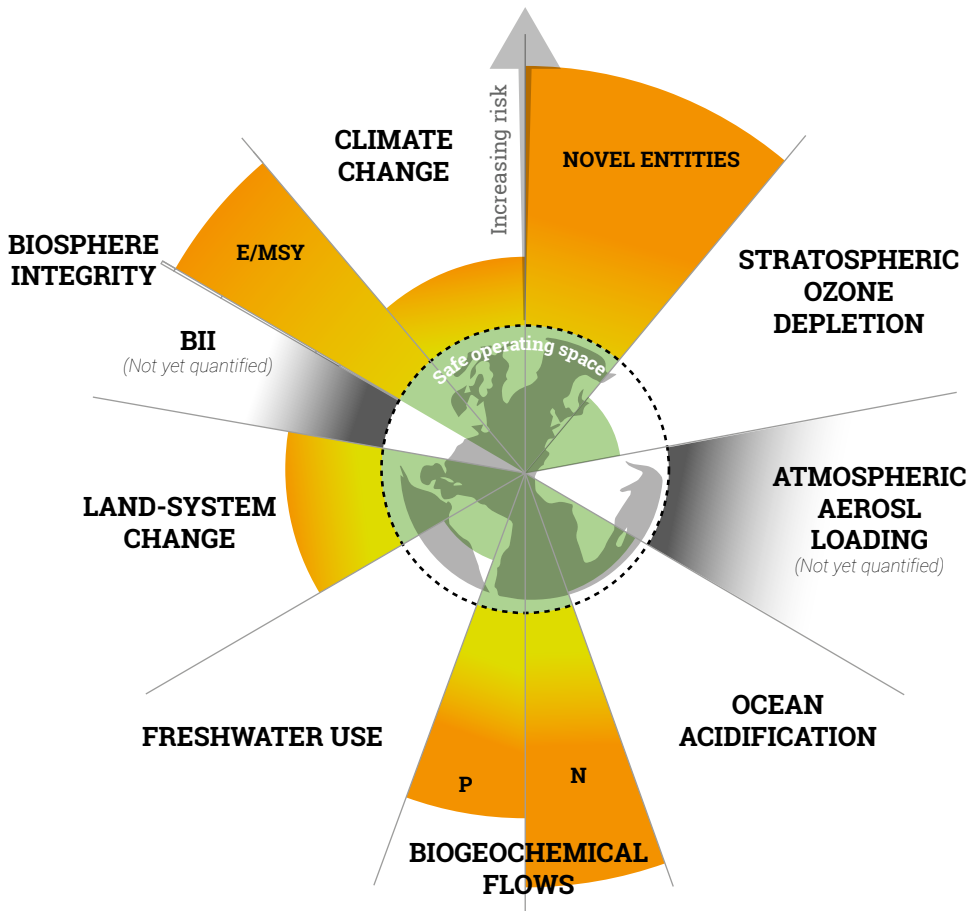 Increasing risk
CLIMATE
CHANGE
NOVEL ENTITIES
BIOSPHERE
INTEGRITY
E/MSY
STRATOSPHERIC
OZONE
DEPLETION
BII
(Not yet quantified)
Safe operating space
LAND-SYSTEM
CHANGE
ATMOSPHERIC
AEROSL
LOADING
(Not yet quantified)
FRESHWATER USE
OCEAN
ACIDIFICATION
P
N
BIOGEOCHEMICAL
FLOWS